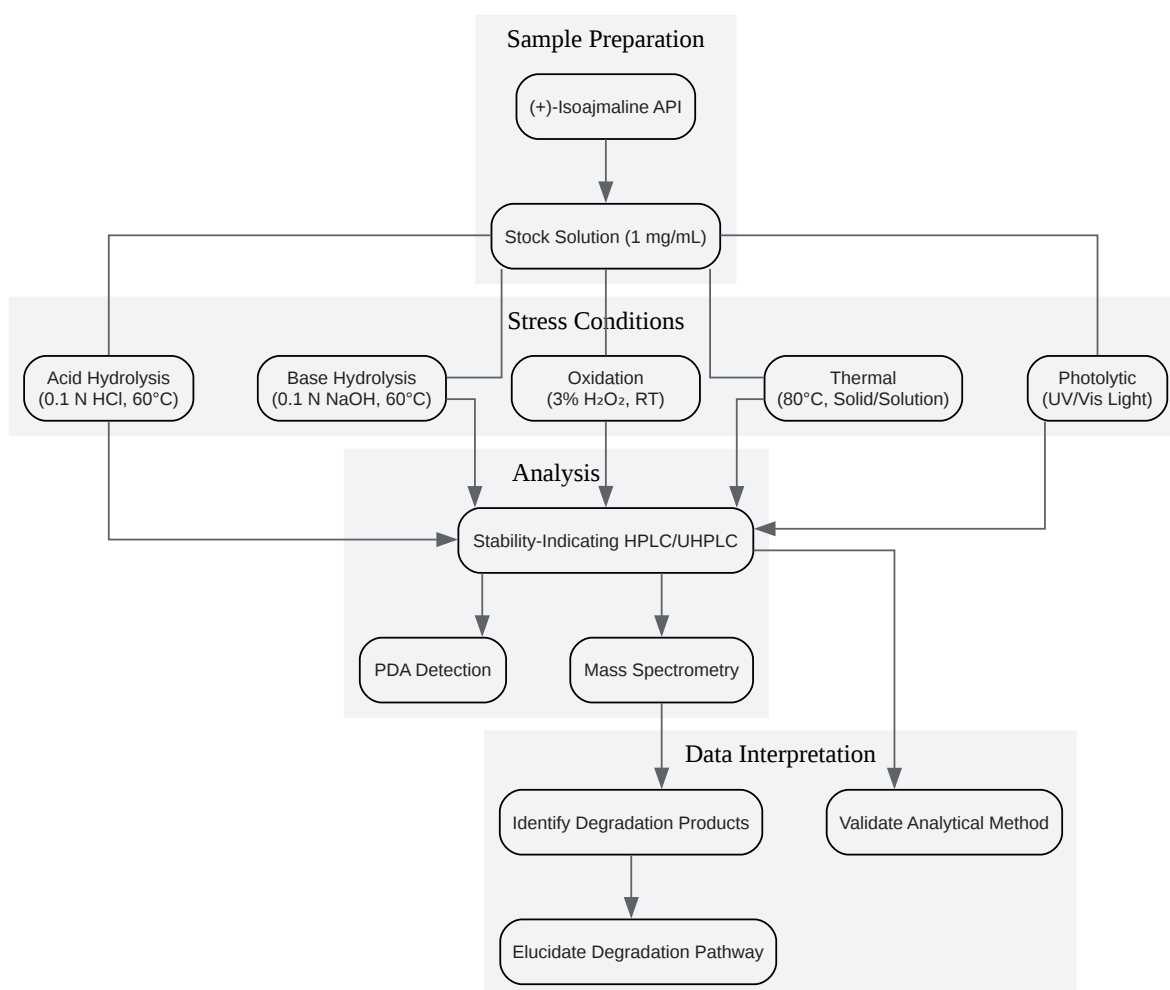 Sample Preparation
(+)-Isoajmaline API
Stock Solution (1 mg/mL)
Stress Conditions
Acid Hydrolysis
(0.1 N HCl, 60°C)
Base Hydrolysis
(0.1 N NaOH, 60°C)
Oxidation
(3% H₂O₂, RT)
Thermal
(80°C, Solid/Solution)
Photolytic
(UV/Vis Light)
Analysis
Stability-Indicating HPLC/UHPLC
PDA Detection
Mass Spectrometry
Data Interpretation
Identify Degradation Products
Validate Analytical Method
Elucidate Degradation Pathway